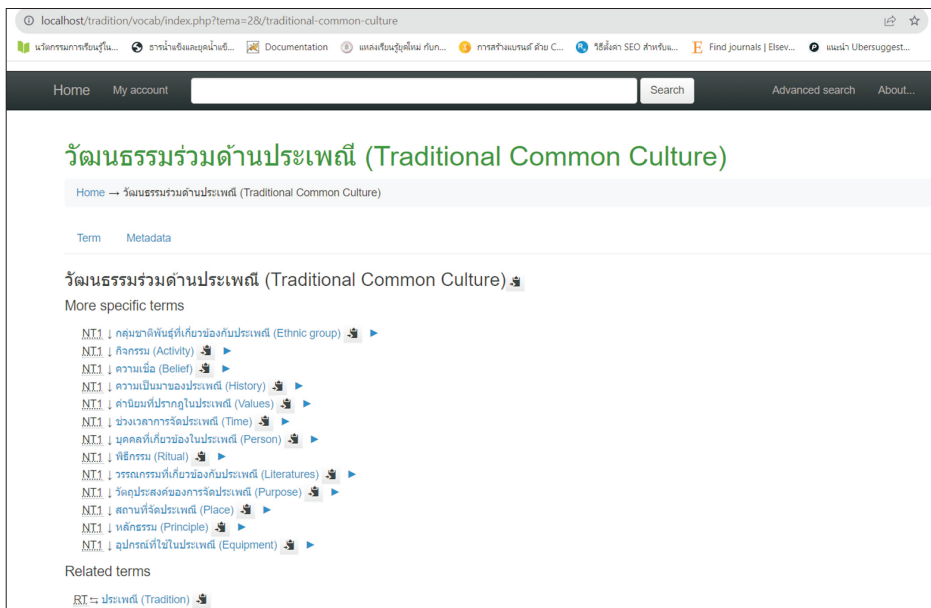 localhost/tradition/vocab/index.php?tema=2&/traditional-common-culture
นวัตกรรมการเรียนรู้ใน... ธารน้ำแข็งและยุคน้ำแข็... Documentation แหล่งเรียนรู้ยุคใหม่ กับก... การสร้างแบรนด์ ด้วย C... วิธีตั้งค่า SEO สำหรับแ... Find journals | Elsev... แนะนำ Ubersuggest...
Home My account Search Advanced search About...
วัฒนธรรมร่วมด้านประเพณี (Traditional Common Culture)
Home → วัฒนธรรมร่วมด้านประเพณี (Traditional Common Culture)
Term Metadata
วัฒนธรรมร่วมด้านประเพณี (Traditional Common Culture)
More specific terms
NT1 ↓ กลุ่มชาติพันธุ์ที่เกี่ยวข้องกับประเพณี (Ethnic group) ►
NT1 ↓ กิจกรรม (Activity) ►
NT1 ↓ ความเชื่อ (Belief) ►
NT1 ↓ ความเป็นมาของประเพณี (History) ►
NT1 ↓ ค่านิยมที่ปรากฏในประเพณี (Values) ►
NT1 ↓ ช่วงเวลาการจัดประเพณี (Time) ►
NT1 ↓ บุคคลที่เกี่ยวข้องในประเพณี (Person) ►
NT1 ↓ พิธีกรรม (Ritual) ►
NT1 ↓ วรรณกรรมที่เกี่ยวข้องกับประเพณี (Literatures) ►
NT1 ↓ วัตถุประสงค์ของการจัดประเพณี (Purpose) ►
NT1 ↓ สถานที่จัดประเพณี (Place) ►
NT1 ↓ หลักธรรม (Principle) ►
NT1 ↓ อุปกรณ์ที่ใช้ในประเพณี (Equipment) ►
Related terms
RT ⇆ ประเพณี (Tradition)